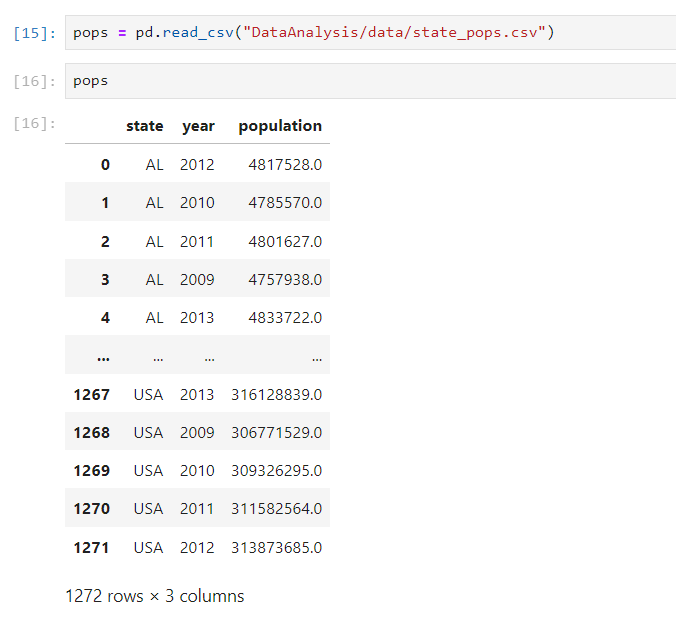 [15]: pops = pd.read_csv("DataAnalysis/data/state_pops.csv")
[16]: pops
[16]:
state year population
0 AL 2012 4817528.0
1 AL 2010 4785570.0
2 AL 2011 4801627.0
3 AL 2009 4757938.0
4 AL 2013 4833722.0
... ... ... ...
1267 USA 2013 316128839.0
1268 USA 2009 306771529.0
1269 USA 2010 309326295.0
1270 USA 2011 311582564.0
1271 USA 2012 313873685.0
1272 rows × 3 columns